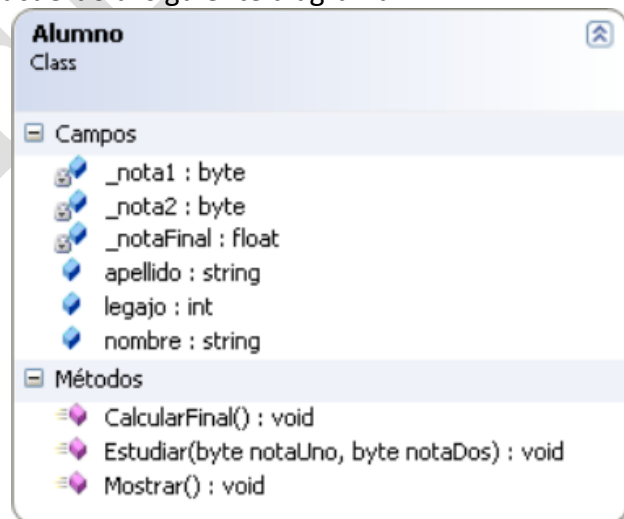 Alumno
Class
Campos
_nota1 : byte
_nota2 : byte
_notaFinal : float
apellido : string
legajo : int
nombre : string
Métodos
CalcularFinal() : void
Estudiar(byte notaUno, byte notaDos) : void
Mostrar() : void